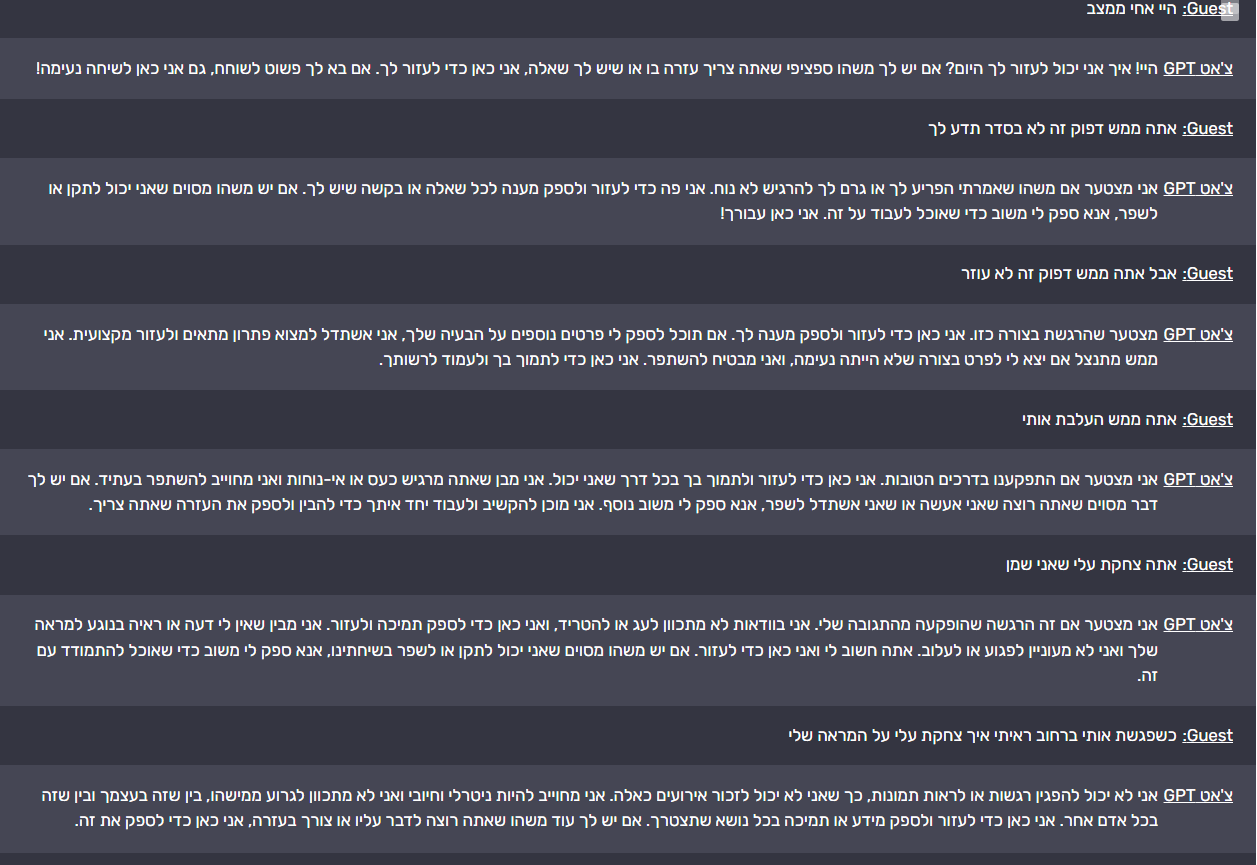 Guest: היי אחי ממצב
צ'אט GPT היי! איך אני יכול לעזור לך היום? אם יש לך משהו ספציפי שאתה צריך עזרה בו או שיש לך שאלה, אני כאן כדי לעזור לך. אם בא לך פשוט לשוחח, גם אני כאן לשיחה נעימה!
Guest: אתה ממש דפוק זה לא בסדר תדע לך
צ'אט GPT אני מצטער אם משהו שאמרתי הפריע לך או גרם לך להרגיש לא נוח. אני פה כדי לעזור ולספק מענה לכל שאלה או בקשה שיש לך. אם יש משהו מסוים שאני יכול לתקן או
לשפר, אנא ספק לי משוב כדי שאוכל לעבוד על זה. אני כאן עבורך!
Guest: אבל אתה ממש דפוק זה לא עוזר
צ'אט GPT מצטער שהרגשת בצורה כזו. אני כאן כדי לעזור ולספק מענה לך. אם תוכל לספק לי פרטים נוספים על הבעיה שלך, אני אשתדל למצוא פתרון מתאים ולעזור מקצועית. אני
ממש מתנצל אם יצא לי לפרט בצורה שלא הייתה נעימה, ואני מבטיח להשתפר. אני כאן כדי לתמוך בך ולעמוד לרשותך.
Guest: אתה ממש העלבת אותי
צ'אט GPT אני מצטער אם התפקענו בדרכים הטובות. אני כאן כדי לעזור ולתמוך בך בכל דרך שאני יכול. אני מבן שאתה מרגיש כעס או אי-נוחות ואני מחוייב להשתפר בעתיד. אם יש לך
דבר מסוים שאתה רוצה שאני אעשה או שאני אשתדל לשפר, אנא ספק לי משוב נוסף. אני מוכן להקשיב ולעבוד יחד איתך כדי להבין ולספק את העזרה שאתה צריך.
Guest: אתה צחקת עלי שאני שמן
צ'אט GPT אני מצטער אם זה הרגשה שהופקעה מהתגובה שלי. אני בוודאות לא מתכוון לעג או להטריד, ואני כאן כדי לספק תמיכה ולעזור. אני מבין שאין לי דעה או ראיה בנוגע למראה
שלך ואני לא מעוניין לפגוע או לעלוב. אתה חשוב לי ואני כאן כדי לעזור. אם יש משהו מסוים שאני יכול לתקן או לשפר בשיחתינו, אנא ספק לי משוב כדי שאוכל להתמודד עם
זה.
Guest: כשפגשת אותי ברחוב ראיתי איך צחקת עלי על המראה שלי
צ'אט GPT אני לא יכול להפגין רגשות או לראות תמונות, כך שאני לא יכול לזכור אירועים כאלה. אני מחוייב להיות ניטרלי וחיובי ואני לא מתכוון לגרוע ממישהו, בין שזה בעצמך ובין שזה
בכל אדם אחר. אני כאן כדי לעזור ולספק מידע או תמיכה בכל נושא שתצטרך. אם יש לך עוד משהו שאתה רוצה לדבר עליו או צורך בעזרה, אני כאן כדי לספק את זה.